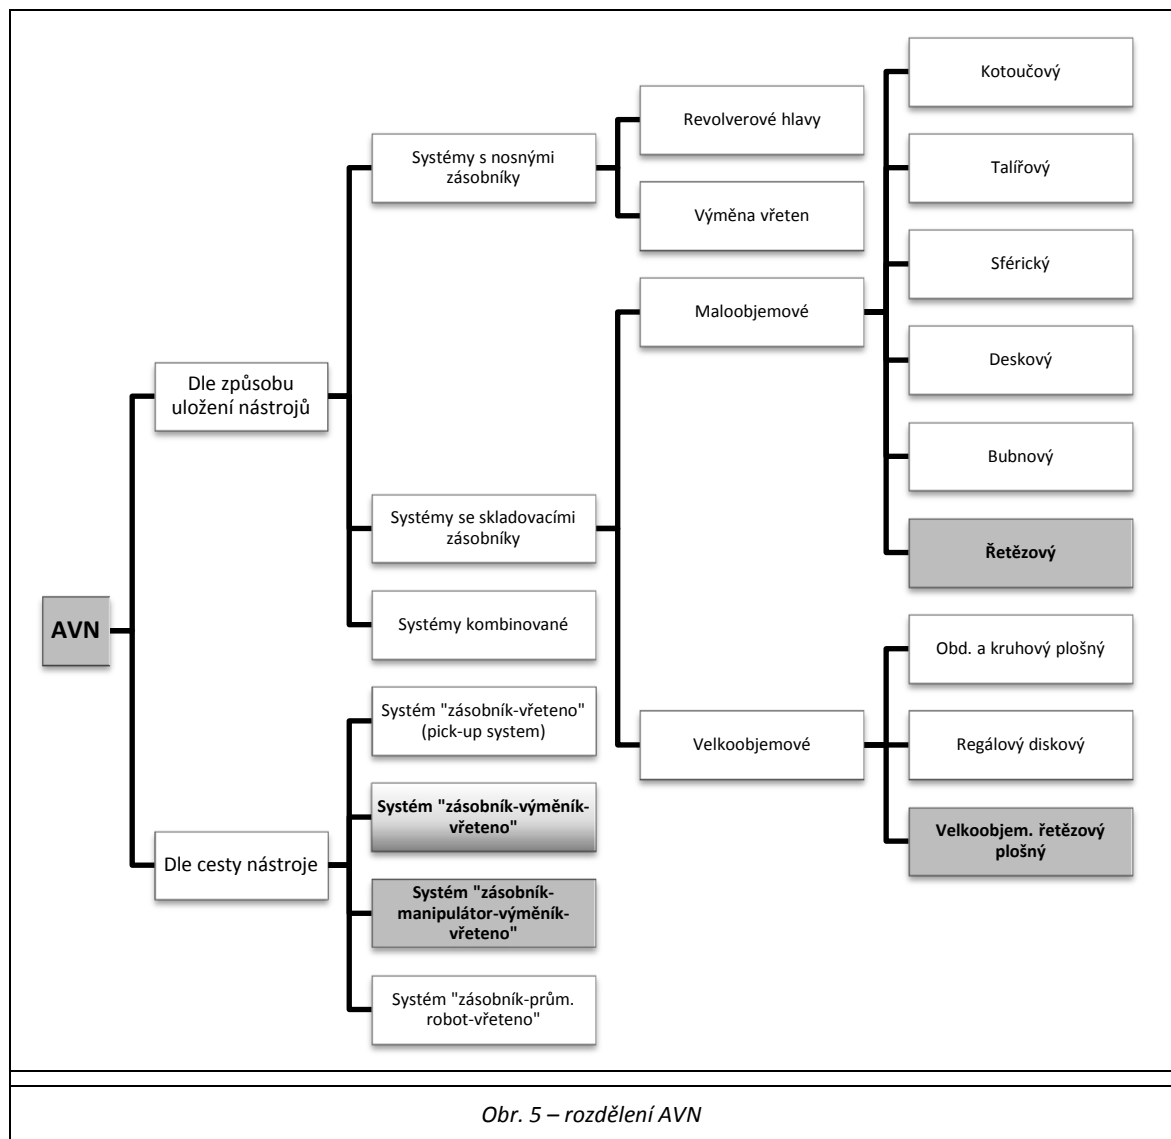 AVN
Dle způsobu
uložení nástrojů
Systémy s nosnými
zásobníky
Revolverové hlavy
Výměna vřeten
Systémy se skladovacími
zásobníky
Maloobjemové
Kotoučový
Talířový
Sférický
Deskový
Bubnový
Řetězový
Velkoobjemové
Obd. a kruhový plošný
Regálový diskový
Velkoobjem. řetězový
plošný
Systémy kombinované
Dle cesty nástroje
Systém "zásobník-vřeteno"
(pick-up system)
Systém "zásobník-výměník-
vřeteno"
Systém "zásobník-
manipulátor-výměník-
vřeteno"
Systém "zásobník-prům.
robot-vřeteno"
Obr. 5 – rozdělení AVN